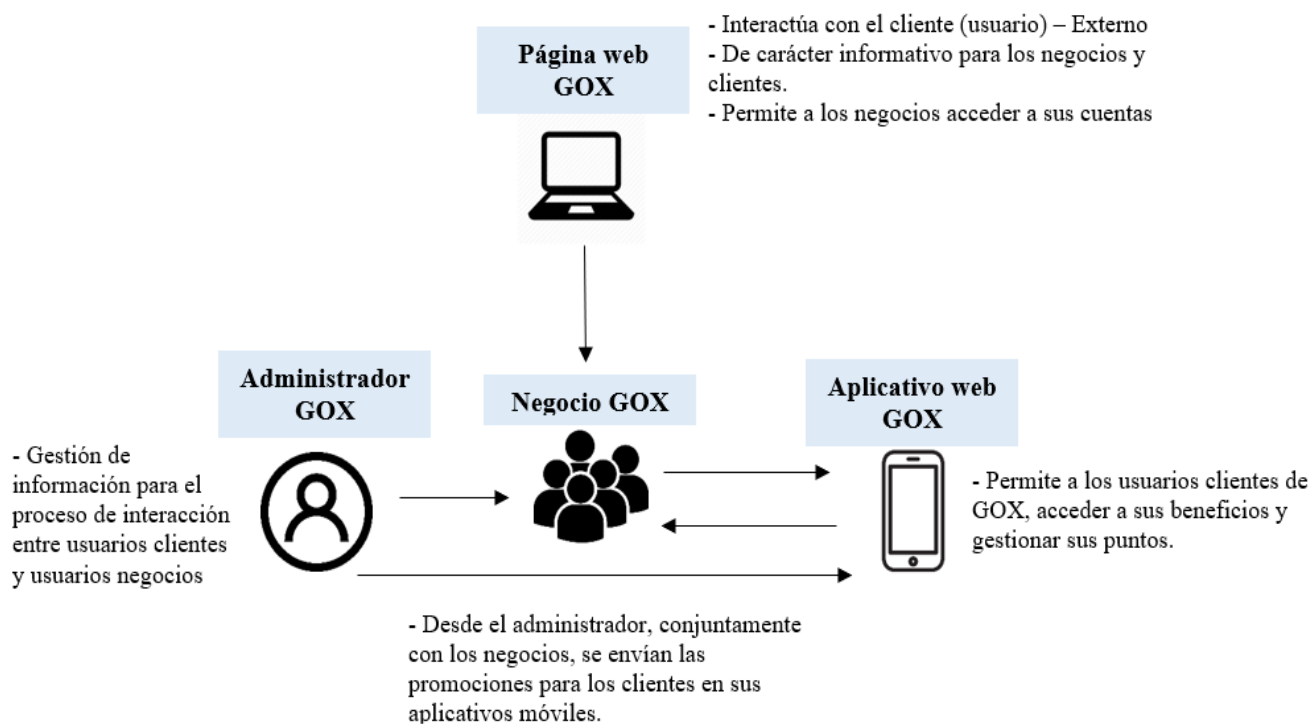 - Interactúa con el cliente (usuario) – Externo
- De carácter informativo para los negocios y
clientes.
- Permite a los negocios acceder a sus cuentas
Página web
GOX
Administrador
GOX
Negocio GOX
Aplicativo web
GOX
- Gestión de
información para el
proceso de interacción
entre usuarios clientes
y usuarios negocios
- Permite a los usuarios clientes de
GOX, acceder a sus beneficios y
gestionar sus puntos.
- Desde el administrador, conjuntamente
con los negocios, se envían las
promociones para los clientes en sus
aplicativos móviles.